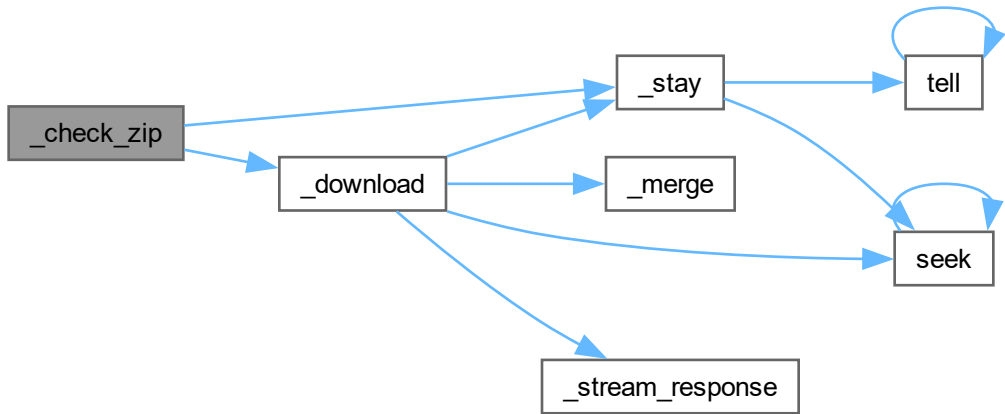 _check_zip
_download
_stay
_merge
_stream_response
tell
seek